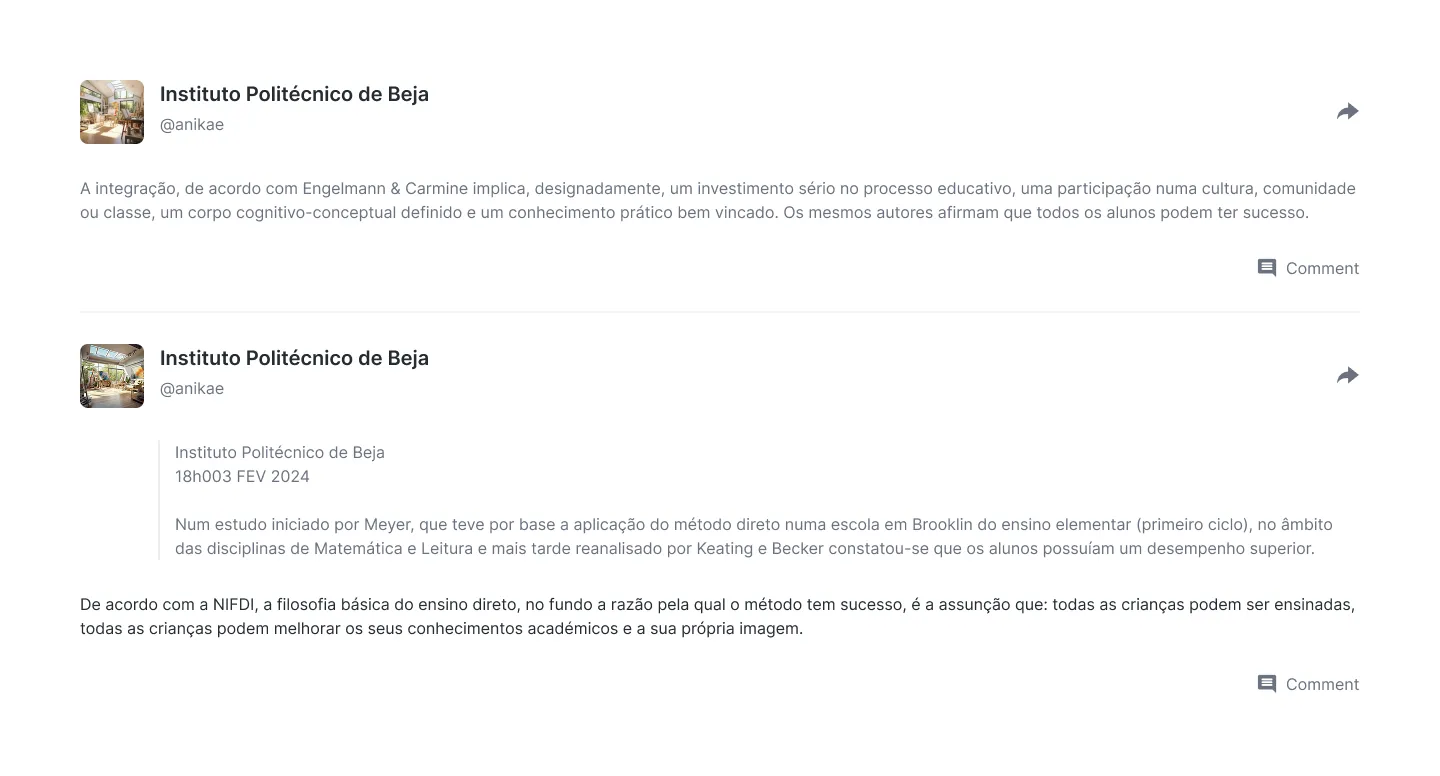 Instituto Politécnico de Beja
@anikae
A integração, de acordo com Engelmann & Carmine implica, designadamente, um investimento sério no processo educativo, uma participação numa cultura, comunidade
ou classe, um corpo cognitivo-conceptual definido e um conhecimento prático bem vincado. Os mesmos autores afirmam que todos os alunos podem ter sucesso.
Comment
Instituto Politécnico de Beja
@anikae
Instituto Politécnico de Beja
18h003 FEV 2024
Num estudo iniciado por Meyer, que teve por base a aplicação do método direto numa escola em Brooklin do ensino elementar (primeiro ciclo), no âmbito
das disciplinas de Matemática e Leitura e mais tarde reanalisado por Keating e Becker constatou-se que os alunos possuíam um desempenho superior.
De acordo com a NIFDI, a filosofia básica do ensino direto, no fundo a razão pela qual o método tem sucesso, é a assunção que: todas as crianças podem ser ensinadas,
todas as crianças podem melhorar os seus conhecimentos académicos e a sua própria imagem.
Comment